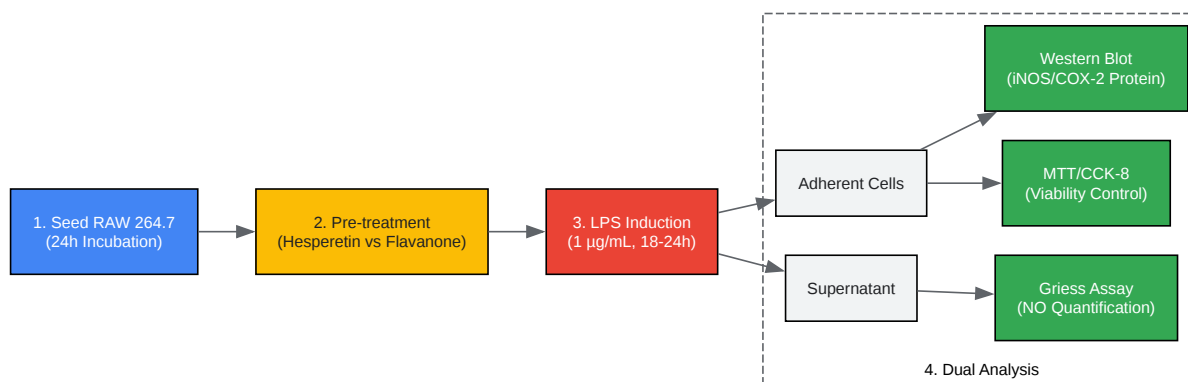 1. Seed RAW 264.7
(24h Incubation)
2. Pre-treatment
(Hesperetin vs Flavanone)
3. LPS Induction
(1 µg/mL, 18-24h)
Adherent Cells
Supernatant
Western Blot
(iNOS/COX-2 Protein)
MTT/CCK-8
(Viability Control)
Griess Assay
(NO Quantification)
4. Dual Analysis